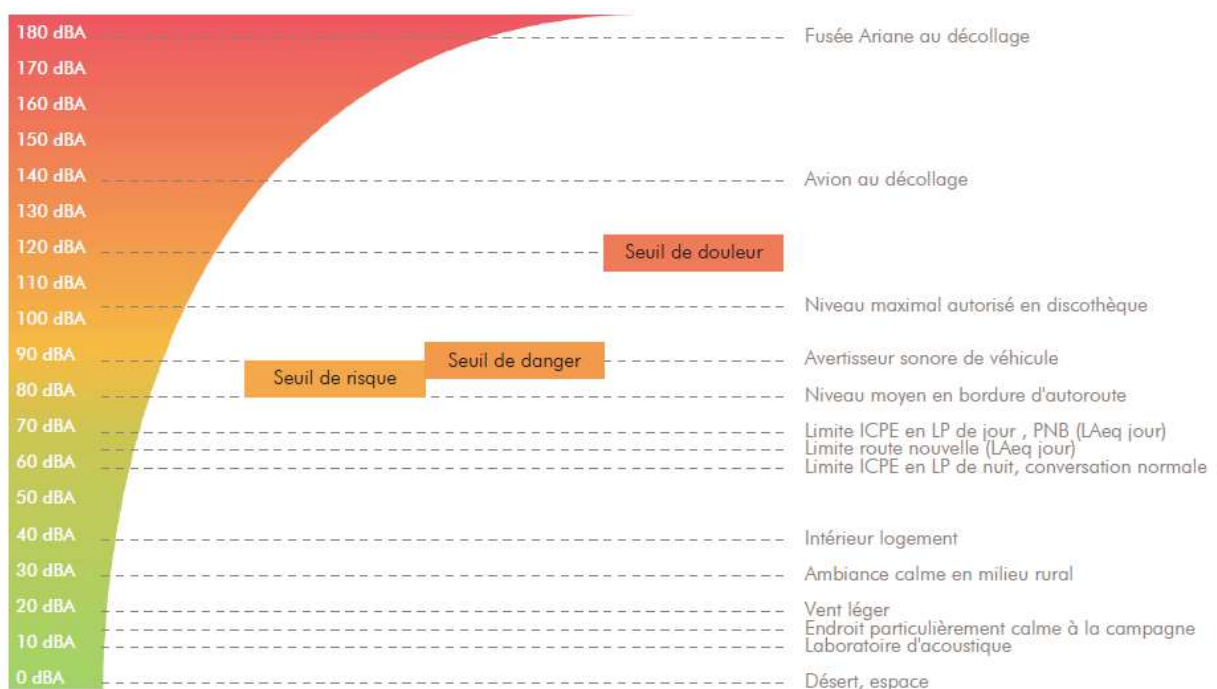 180 dBA
Fusée Ariane au décollage
170 dBA
160 dBA
150 dBA
140 dBA
Avion au décollage
130 dBA
120 dBA
Seuil de douleur
110 dBA
Niveau maximal autorisé en discothèque
100 dBA
90 dBA
Seuil de danger
Avertisseur sonore de véhicule
Seuil de risque
80 dBA
Niveau moyen en bordure d'autoroute
70 dBA
Limite ICPE en LP de jour , PNB (LAeq jour)
Limite route nouvelle (LAeq jour)
60 dBA
Limite ICPE en LP de nuit, conversation normale
50 dBA
40 dBA
Intérieur logement
30 dBA
Ambiance calme en milieu rural
20 dBA
Vent léger
Endroit particulièrement calme à la campagne
10 dBA
Laboratoire d'acoustique
0 dBA
Désert, espace